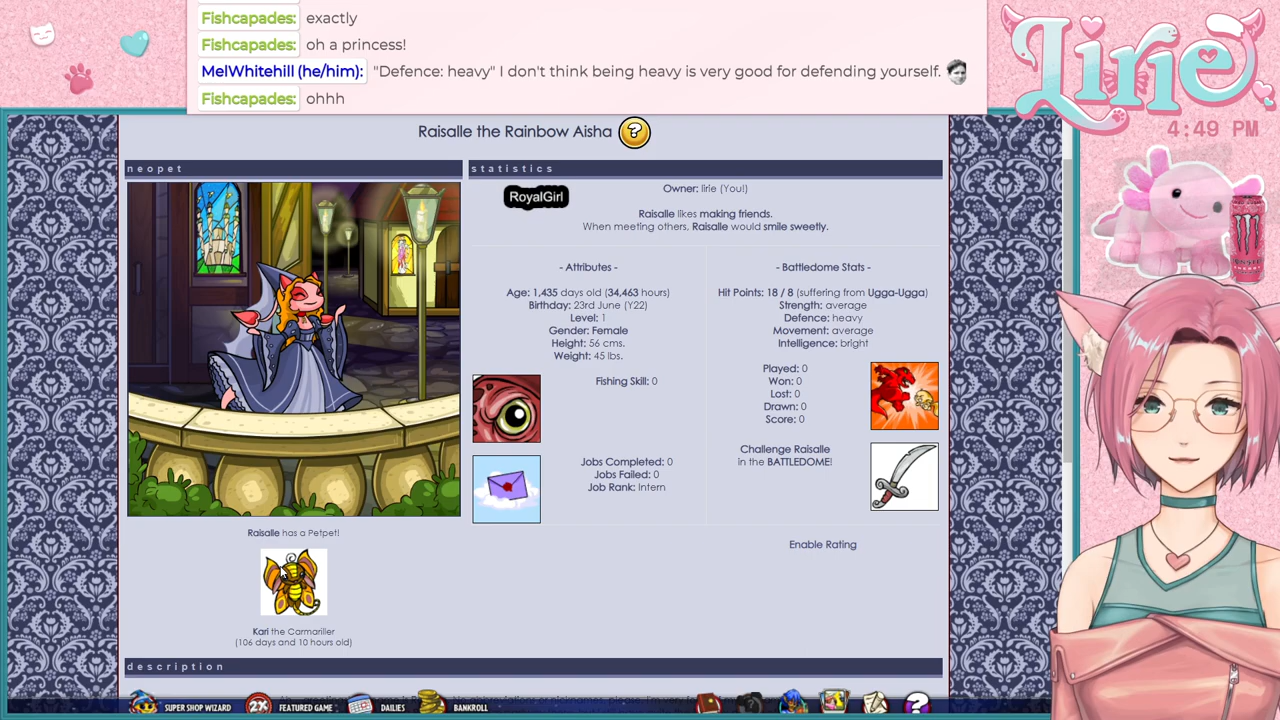 Fishcapades: exactly
Fishcapades: oh a princess!
MelWhitehill (he/him): "Defence: heavy" I don't think being heavy is very good for defending yourself.
Fishcapades: ohhh
Lirie
4:49 PM
Raisalle the Rainbow Aisha ?
neopet
statistics
RoyalGirl
Owner: lirie (You!)
Raisalle likes making friends.
When meeting others, Raisalle would smile sweetly.
- Attributes -
Age: 1,435 days old (34,463 hours)
Birthday: 23rd June (Y22)
Level: 1
Gender: Female
Height: 56 cms.
Weight: 45 lbs.
Fishing Skill: 0
Jobs Completed: 0
Jobs Failed: 0
Job Rank: Intern
- Battledome Stats -
Hit Points: 18 / 8 (suffering from Ugga-Ugga)
Strength: average
Defence: heavy
Movement: average
Intelligence: bright
Played: 0
Won: 0
Lost: 0
Drawn: 0
Score: 0
Challenge Raisalle
in the BATTLEDOME!
Enable Rating
Raisalle has a Petpet!
Kari the Carmariller
(106 days and 10 hours old)
description
SUPER SHOP WIZARD
2X
FEATURED GAME
DAILIES
BANKROLL
?